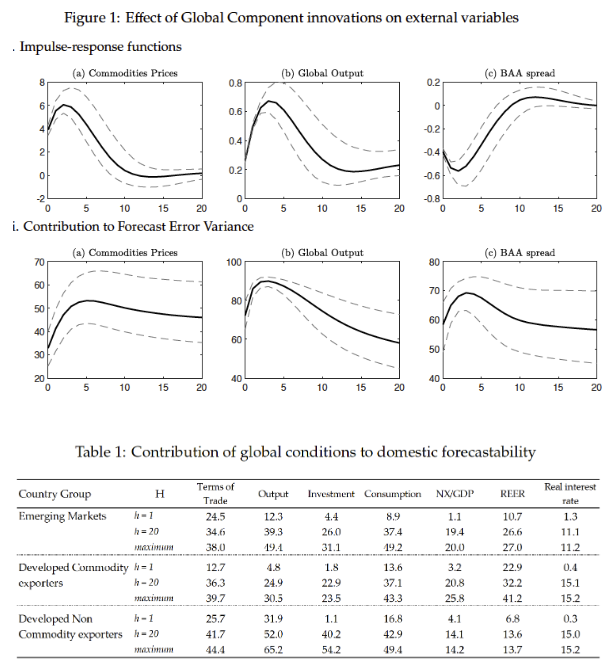 Figure 1: Effect of Global Component innovations on external variables
. Impulse-response functions
(a) Commodities Prices (b) Global Output (c) BAA spread
8 0.8 0.2
6 0.6 0
4 0.4 -0.2
2 -0.4
0 0.2 -0.6
-2 0 -0.8
0 5 10 15 20 0 5 10 15 20 0 5 10 15 20
i. Contribution to Forecast Error Variance
(a) Commodities Prices (b) Global Output (c) BAA spread
70 100 80
60 80 70
50 60
40 60
30 50
20 40 40
0 5 10 15 20 0 5 10 15 20 0 5 10 15 20
Table 1: Contribution of global conditions to domestic forecastability
Country Group H Terms of Trade Output Investment Consumption NX/GDP REER Real interest rate
Emerging Markets h = 1 24.5 12.3 4.4 8.9 1.1 10.7 1.3
h = 20 34.6 39.3 26.0 37.4 19.4 26.6 11.1
maximum 38.0 49.4 31.1 49.2 20.0 27.0 11.2
Developed Commodity h = 1 12.7 4.8 1.8 13.6 3.2 22.9 0.4
exporters h = 20 36.3 24.9 22.9 37.1 20.8 32.2 15.1
maximum 39.7 30.5 23.5 43.3 25.8 41.2 15.2
Developed Non h = 1 25.7 31.9 1.1 16.8 4.1 6.8 0.3
Commodity exporters h = 20 41.7 52.0 40.2 42.9 14.1 13.6 15.0
maximum 44.4 65.2 54.2 49.4 14.2 13.7 15.2